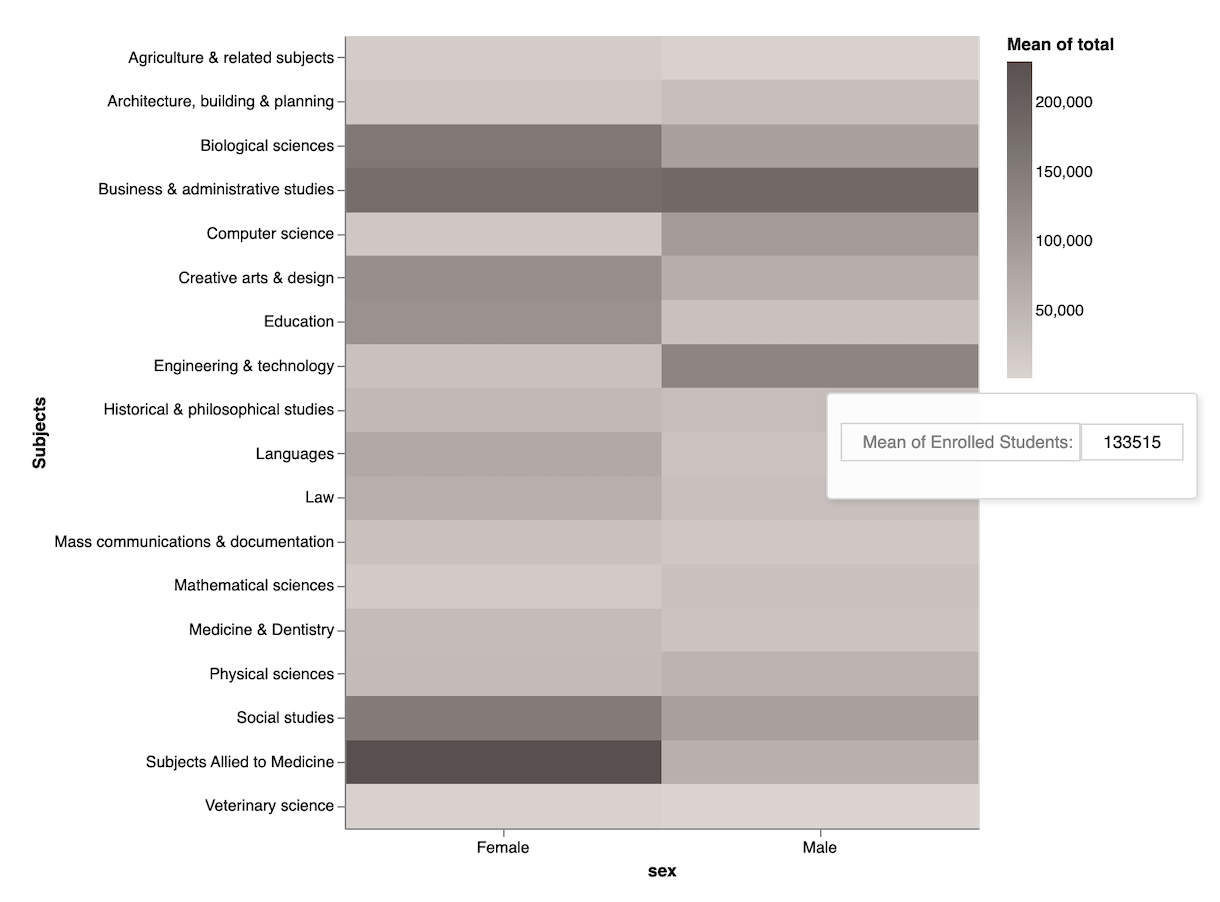 Mean of total
200,000
150,000
100,000
50,000
Subjects
Agriculture & related subjects
Architecture, building & planning
Biological sciences
Business & administrative studies
Computer science
Creative arts & design
Education
Engineering & technology
Historical & philosophical studies
Languages
Law
Mass communications & documentation
Mathematical sciences
Medicine & Dentistry
Physical sciences
Social studies
Subjects Allied to Medicine
Veterinary science
Mean of Enrolled Students: 133515
Female Male
sex